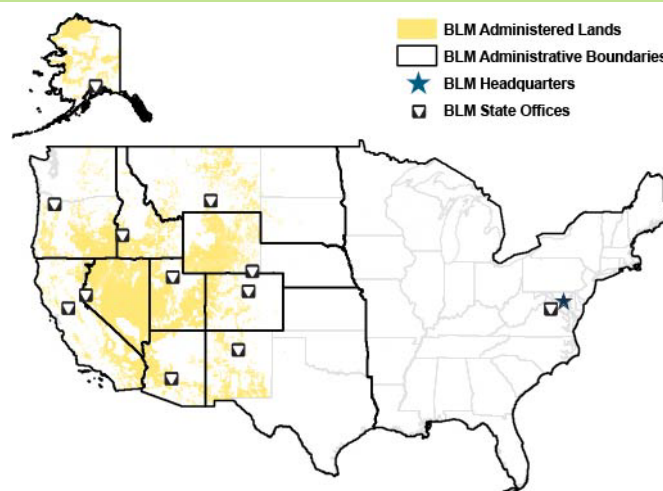 BLM Administered Lands
BLM Administrative Boundaries
BLM Headquarters
BLM State Offices